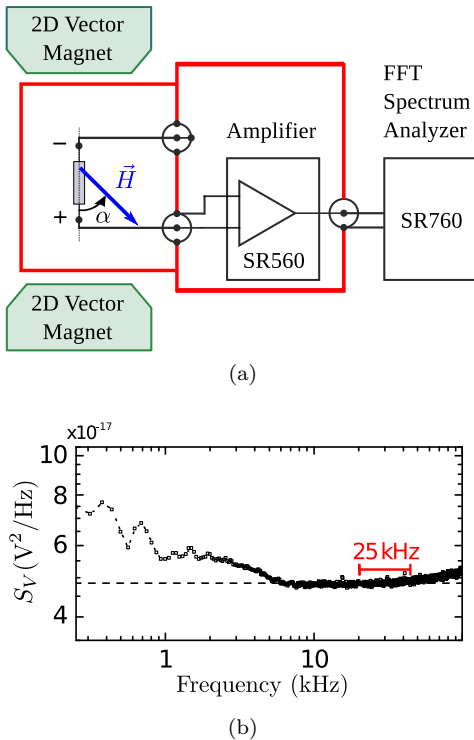 2D Vector
Magnet
FFT
Spectrum
Analyzer
Amplifier
−
H⃗
α
+
SR560
SR760
2D Vector
Magnet
(a)
x10⁻¹⁷
10
8
6
4
S_V (V²/Hz)
25 kHz
1
10
Frequency (kHz)
(b)